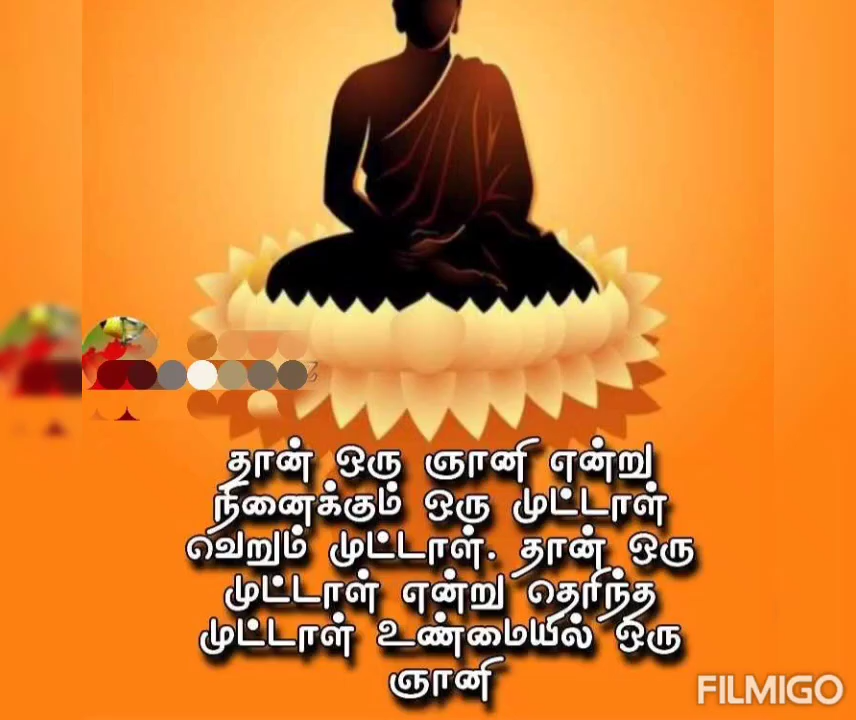 தான் ஒரு ஞானி என்று
நினைக்கும் ஒரு முட்டாள்
வெறும் முட்டாள். தான் ஒரு
முட்டாள் என்று தெரிந்த
முட்டாள் உண்மையில் ஒரு
ஞானி
FILMIGO